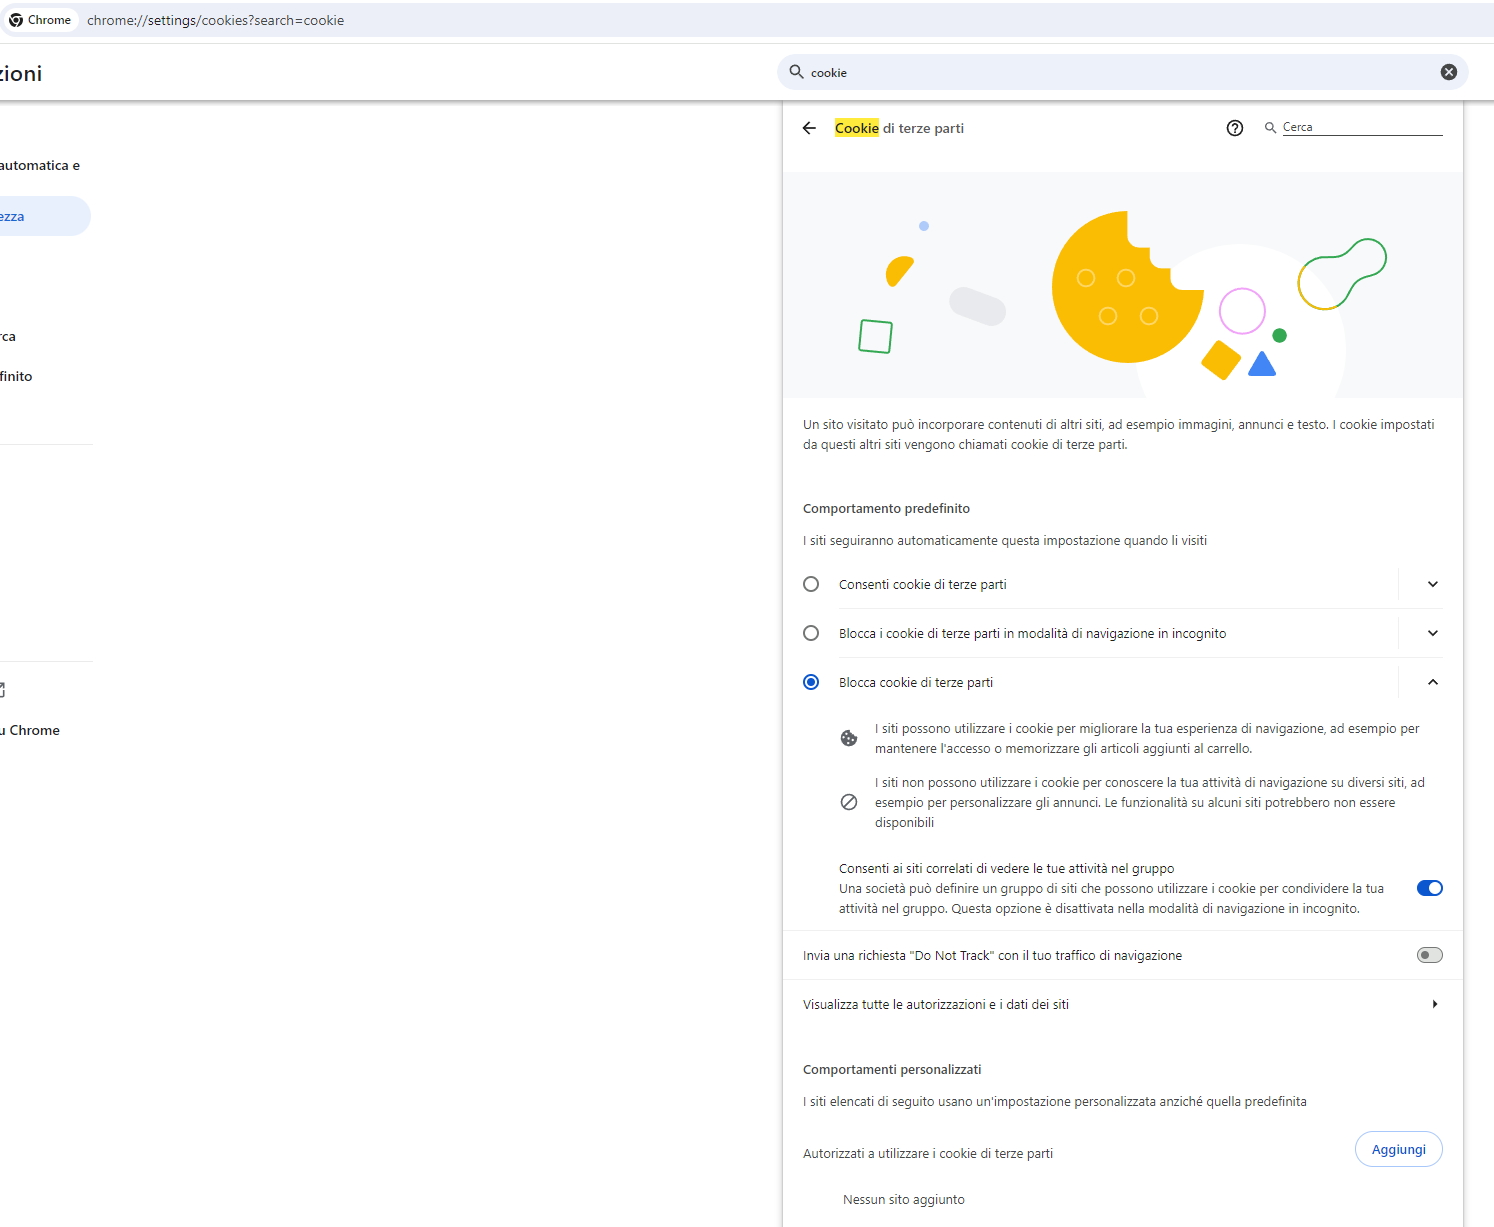 Chrome
chrome://settings/cookies?search=cookie
zioni
cookie
automatica e
ezza
rca
finito
u Chrome
Cookie di terze parti
Cerca
Un sito visitato può incorporare contenuti di altri siti, ad esempio immagini, annunci e testo. I cookie impostati
da questi altri siti vengono chiamati cookie di terze parti.
Comportamento predefinito
I siti seguiranno automaticamente questa impostazione quando li visiti
Consenti cookie di terze parti
Blocca i cookie di terze parti in modalità di navigazione in incognito
Blocca cookie di terze parti
I siti possono utilizzare i cookie per migliorare la tua esperienza di navigazione, ad esempio per
mantenere l'accesso o memorizzare gli articoli aggiunti al carrello.
I siti non possono utilizzare i cookie per conoscere la tua attività di navigazione su diversi siti, ad
esempio per personalizzare gli annunci. Le funzionalità su alcuni siti potrebbero non essere
disponibili
Consenti ai siti correlati di vedere le tue attività nel gruppo
Una società può definire un gruppo di siti che possono utilizzare i cookie per condividere la tua
attività nel gruppo. Questa opzione è disattivata nella modalità di navigazione in incognito.
Invia una richiesta "Do Not Track" con il tuo traffico di navigazione
Visualizza tutte le autorizzazioni e i dati dei siti
Comportamenti personalizzati
I siti elencati di seguito usano un'impostazione personalizzata anziché quella predefinita
Autorizzati a utilizzare i cookie di terze parti
Aggiungi
Nessun sito aggiunto